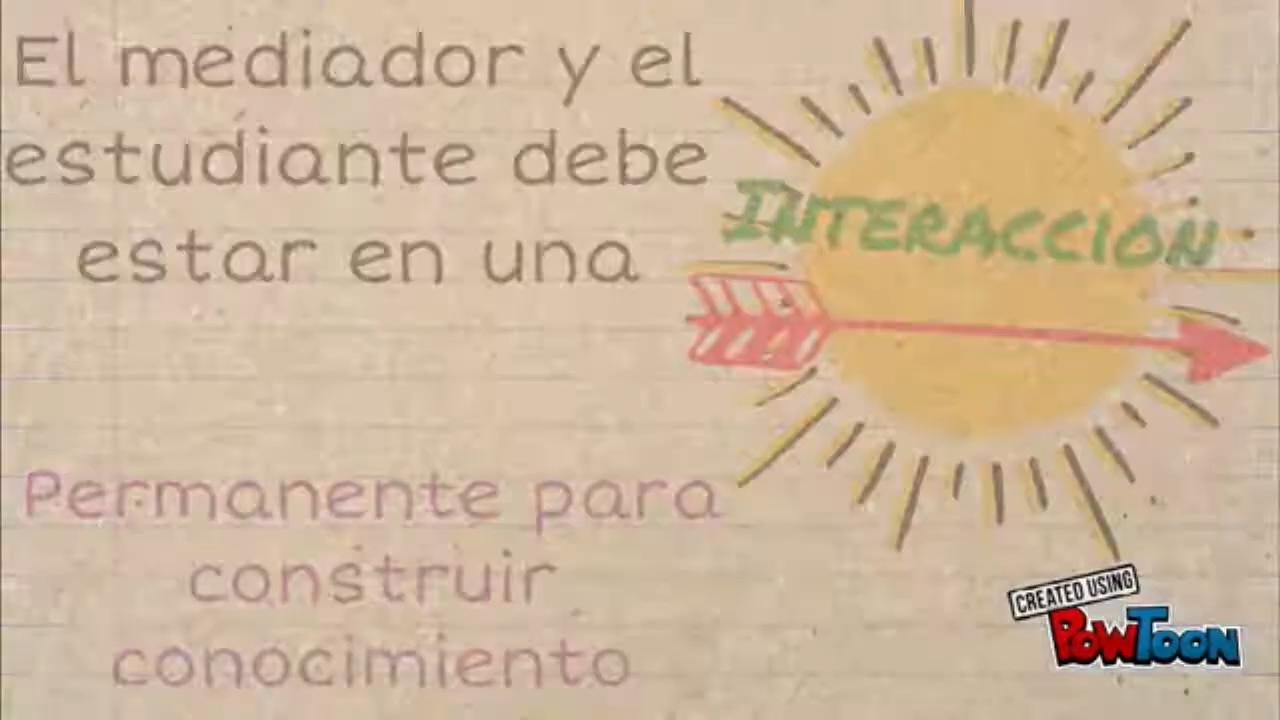 El mediador y el
estudiante debe
estar en una
INTERACCION
Permanente para
construir
conocimiento
CREATED USING
POWTOON